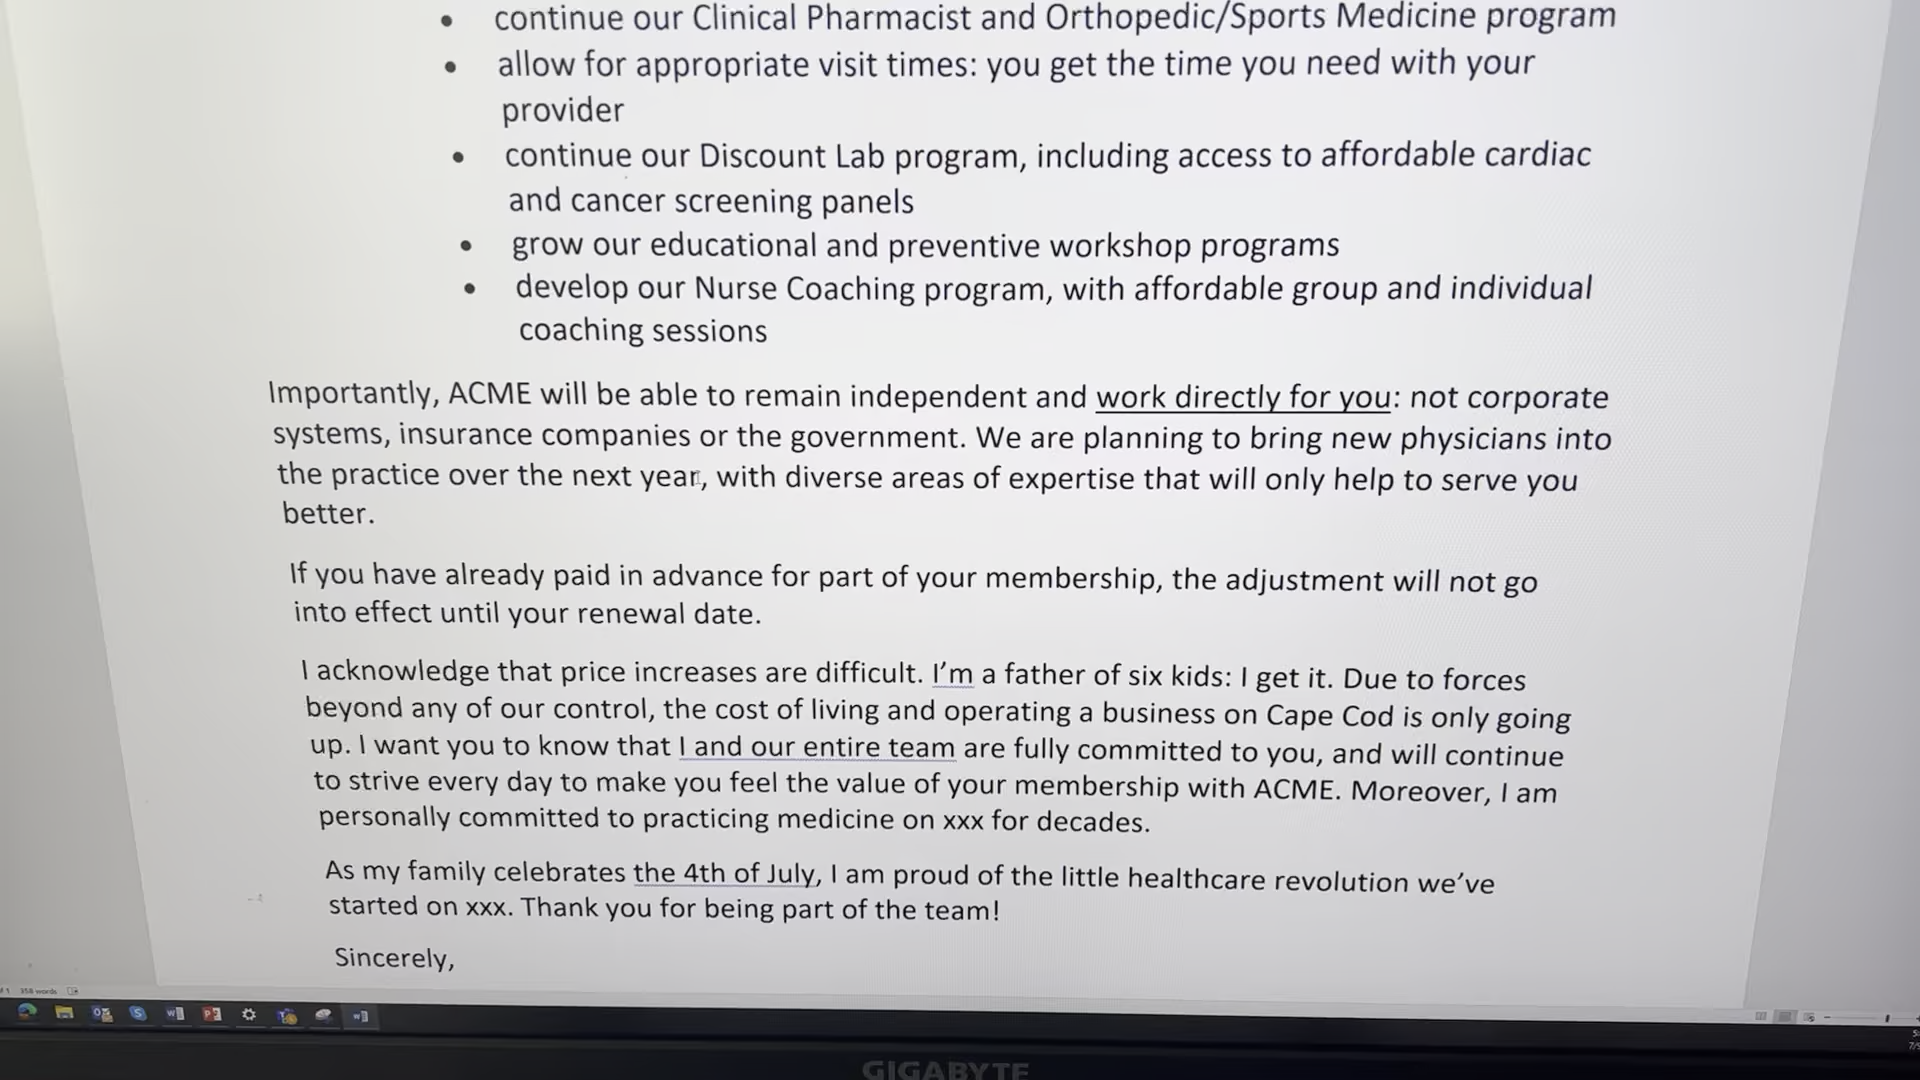 • continue our Clinical Pharmacist and Orthopedic/Sports Medicine program
• allow for appropriate visit times: you get the time you need with your
provider
• continue our Discount Lab program, including access to affordable cardiac
and cancer screening panels
• grow our educational and preventive workshop programs
• develop our Nurse Coaching program, with affordable group and individual
coaching sessions
Importantly, ACME will be able to remain independent and work directly for you: not corporate
systems, insurance companies or the government. We are planning to bring new physicians into
the practice over the next year, with diverse areas of expertise that will only help to serve you
better.
If you have already paid in advance for part of your membership, the adjustment will not go
into effect until your renewal date.
I acknowledge that price increases are difficult. I’m a father of six kids: I get it. Due to forces
beyond any of our control, the cost of living and operating a business on Cape Cod is only going
up. I want you to know that I and our entire team are fully committed to you, and will continue
to strive every day to make you feel the value of your membership with ACME. Moreover, I am
personally committed to practicing medicine on xxx for decades.
As my family celebrates the 4th of July, I am proud of the little healthcare revolution we’ve
started on xxx. Thank you for being part of the team!
Sincerely,
358 words
GIGABYTE